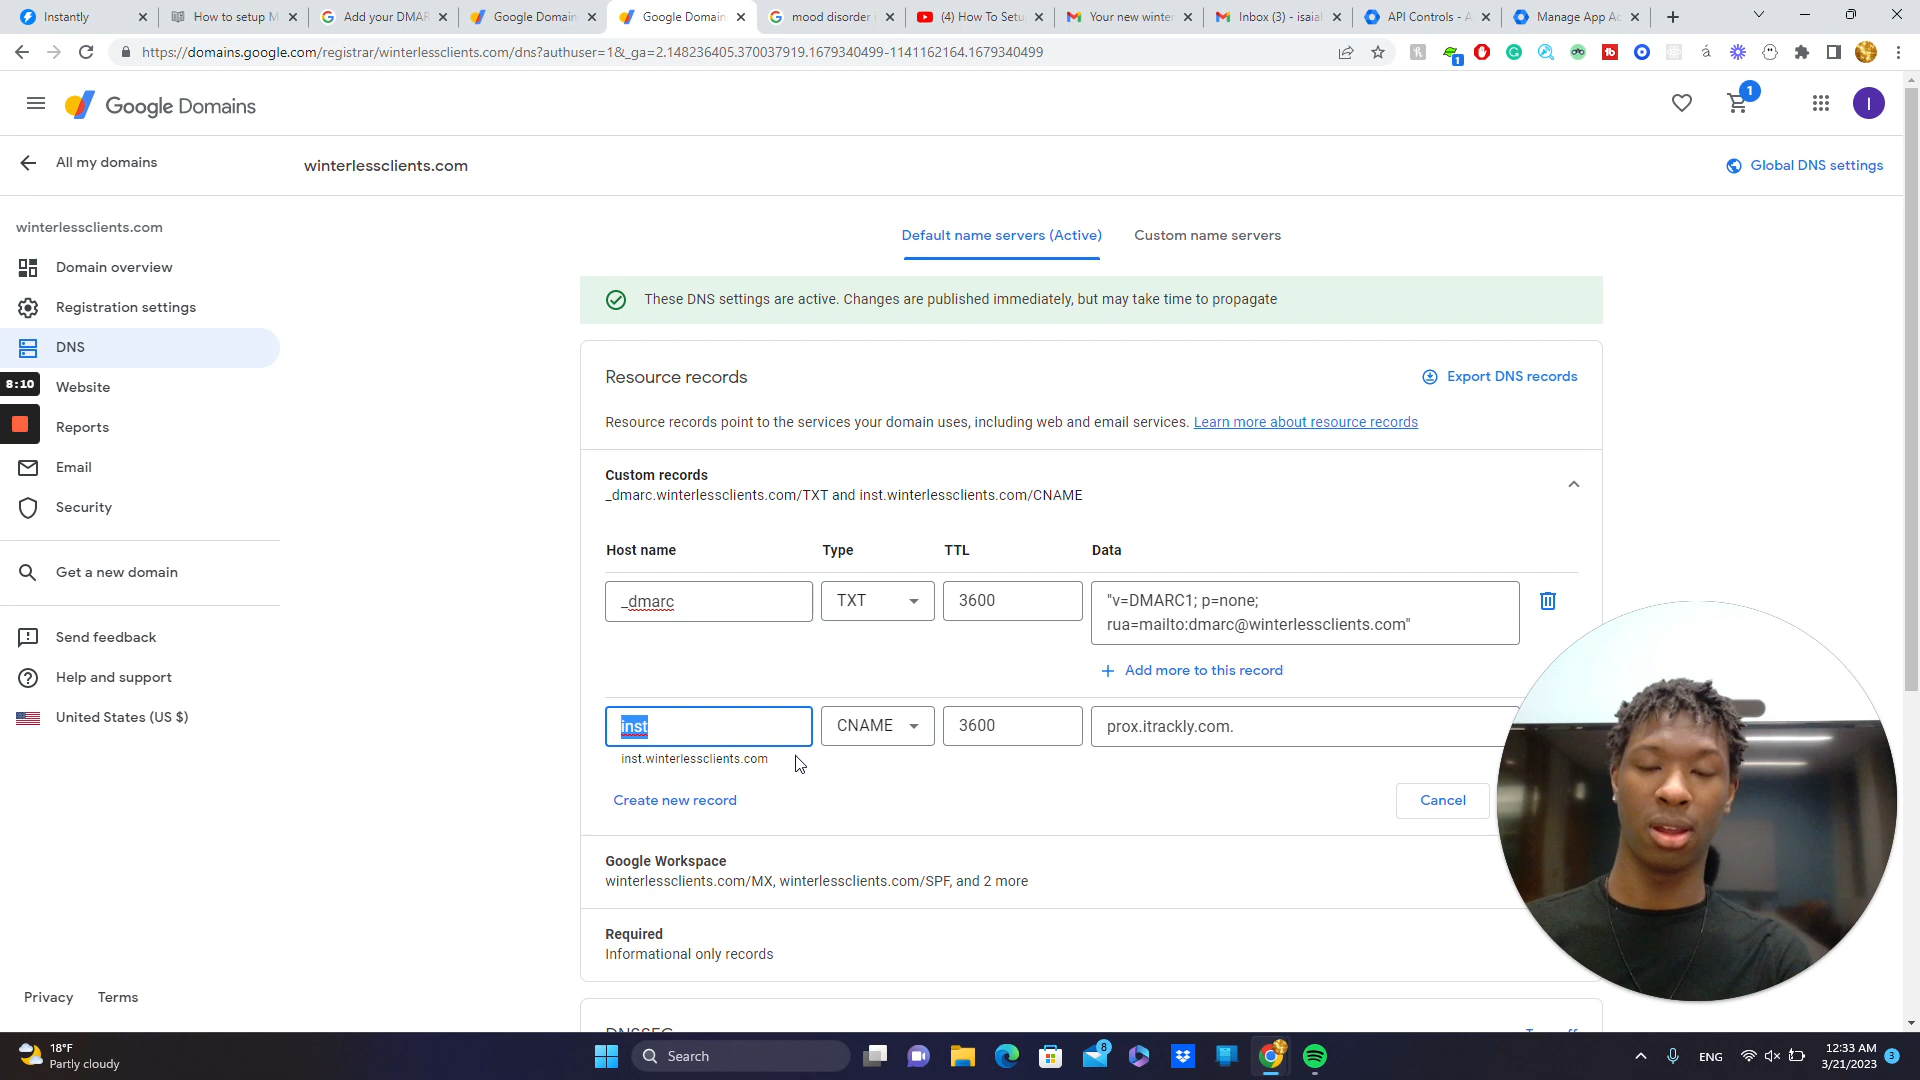 Instantly
How to setup M
Add your DMAR
Google Domain
Google Domain
mood disorder
(4) How To Setu
Your new winte
Inbox (3) - isaial
API Controls - A
Manage App Ac
https://domains.google.com/registrar/winterlessclients.com/dns?authuser=1&_ga=2.148236405.370037919.1679340499-1141162164.1679340499
1
Google Domains
1
I
All my domains
winterlessclients.com
Global DNS settings
winterlessclients.com
Domain overview
Registration settings
DNS
8:10
Website
Reports
Email
Security
Get a new domain
Send feedback
Help and support
United States (US $)
Privacy Terms
Default name servers (Active) Custom name servers
These DNS settings are active. Changes are published immediately, but may take time to propagate
Resource records
Export DNS records
Resource records point to the services your domain uses, including web and email services. Learn more about resource records
Custom records
_dmarc.winterlessclients.com/TXT and inst.winterlessclients.com/CNAME
Host name Type TTL Data
_dmarc TXT 3600 "v=DMARC1; p=none;
rua=mailto:dmarc@winterlessclients.com"
Add more to this record
inst CNAME 3600 prox.itrackly.com.
inst.winterlessclients.com
Create new record
Cancel
Google Workspace
winterlessclients.com/MX, winterlessclients.com/SPF, and 2 more
Required
Informational only records
DNSSEC
18°F
Partly cloudy
Search
8
ENG
12:33 AM
3/21/2023
3